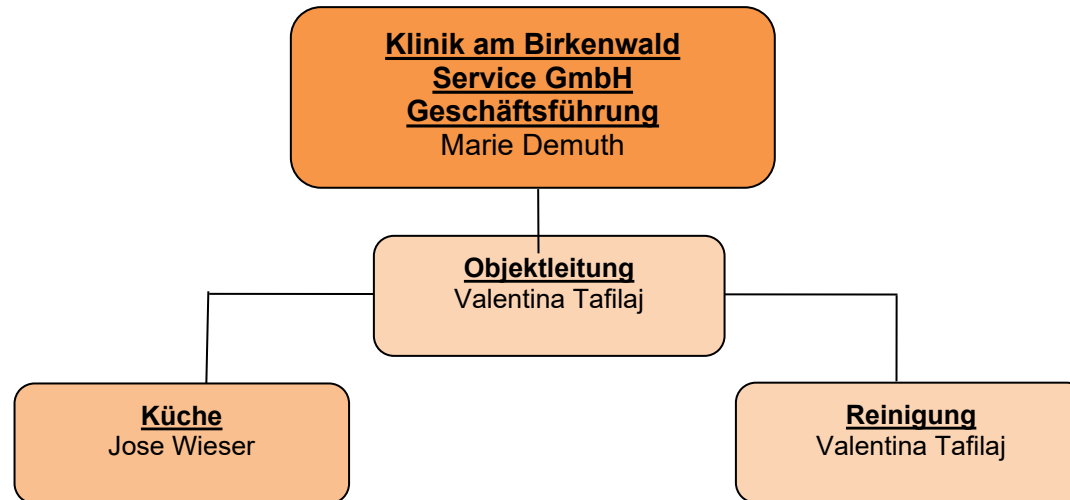 Klinik am Birkenwald
Service GmbH
Geschäftsführung
Marie Demuth
Objektleitung
Valentina Tafilaj
Küche
Jose Wieser
Reinigung
Valentina Tafilaj